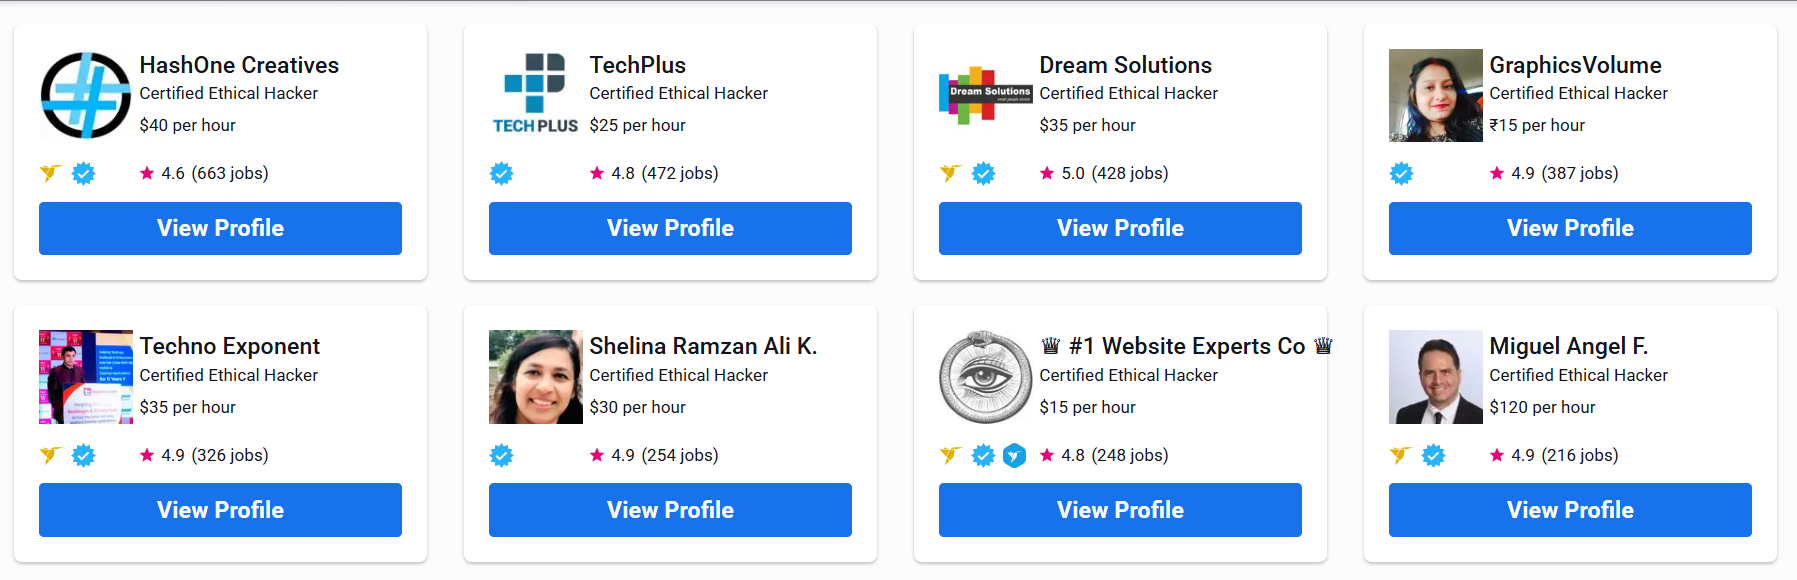 HashOne Creatives
Certified Ethical Hacker
$40 per hour
4.6 (663 jobs)
View Profile
TECH PLUS
TechPlus
Certified Ethical Hacker
$25 per hour
4.8 (472 jobs)
View Profile
Dream Solutions
Dream Solutions
Certified Ethical Hacker
$35 per hour
5.0 (428 jobs)
View Profile
GraphicsVolume
Certified Ethical Hacker
₹15 per hour
4.9 (387 jobs)
View Profile
Techno Exponent
Certified Ethical Hacker
$35 per hour
4.9 (326 jobs)
View Profile
Shelina Ramzan Ali K.
Certified Ethical Hacker
$30 per hour
4.9 (254 jobs)
View Profile
♛ #1 Website Experts Co ♛
Certified Ethical Hacker
$15 per hour
4.8 (248 jobs)
View Profile
Miguel Angel F.
Certified Ethical Hacker
$120 per hour
4.9 (216 jobs)
View Profile